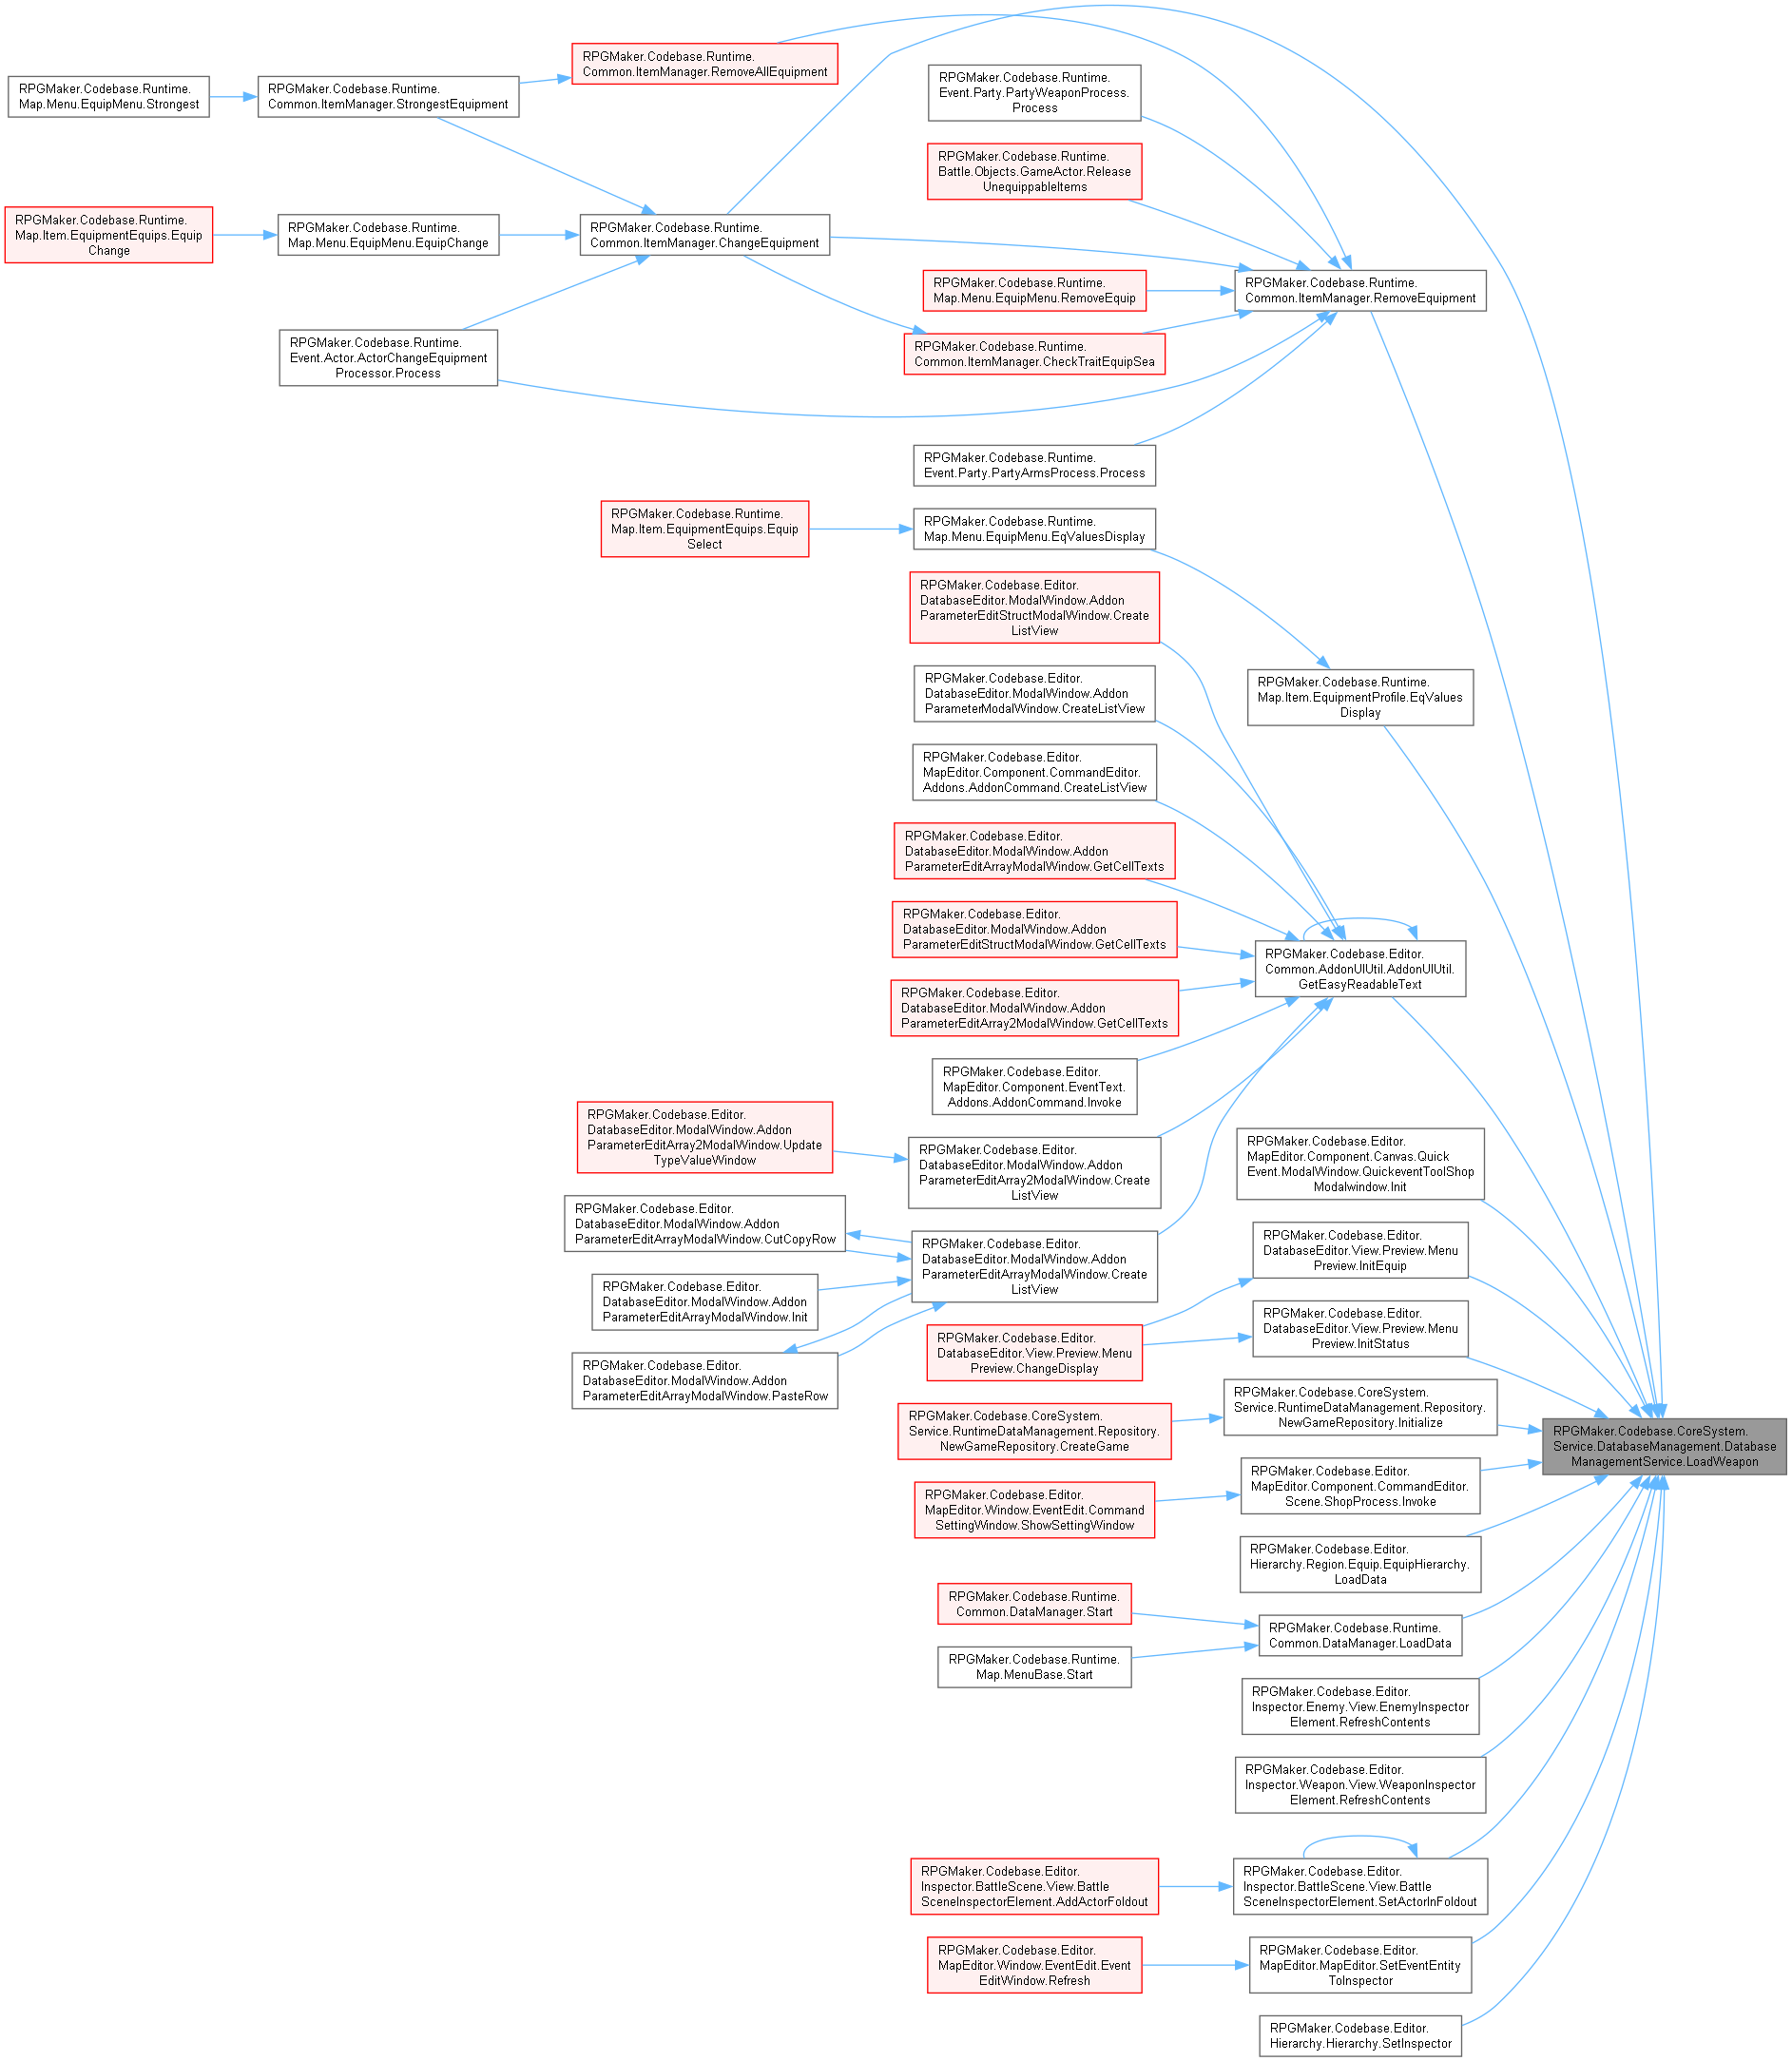 RPGMaker.Codebase.Runtime.
Map.Menu.EquipMenu.Strongest
RPGMaker.Codebase.Runtime.
Map.Item.EquipmentEquips.Equip
Change
RPGMaker.Codebase.Runtime.
Common.ItemManager.StrongestEquipment
RPGMaker.Codebase.Runtime.
Map.Menu.EquipMenu.EquipChange
RPGMaker.Codebase.Runtime.
Event.Actor.ActorChangeEquipment
Processor.Process
RPGMaker.Codebase.Runtime.
Common.ItemManager.RemoveAllEquipment
RPGMaker.Codebase.Runtime.
Common.ItemManager.ChangeEquipment
RPGMaker.Codebase.Runtime.
Map.Item.EquipmentEquips.Equip
Select
RPGMaker.Codebase.Editor.
DatabaseEditor.ModalWindow.Addon
ParameterEditArray2ModalWindow.Update
TypeValueWindow
RPGMaker.Codebase.Editor.
DatabaseEditor.ModalWindow.Addon
ParameterEditArrayModalWindow.CutCopyRow
RPGMaker.Codebase.Editor.
DatabaseEditor.ModalWindow.Addon
ParameterEditArrayModalWindow.Init
RPGMaker.Codebase.Editor.
DatabaseEditor.ModalWindow.Addon
ParameterEditArrayModalWindow.PasteRow
RPGMaker.Codebase.Runtime.
Event.Party.PartyWeaponProcess.
Process
RPGMaker.Codebase.Runtime.
Battle.Objects.GameActor.Release
UnequippableItems
RPGMaker.Codebase.Runtime.
Map.Menu.EquipMenu.RemoveEquip
RPGMaker.Codebase.Runtime.
Common.ItemManager.CheckTraitEquipSea
RPGMaker.Codebase.Runtime.
Event.Party.PartyArmsProcess.Process
RPGMaker.Codebase.Runtime.
Map.Menu.EquipMenu.EqValuesDisplay
RPGMaker.Codebase.Editor.
DatabaseEditor.ModalWindow.Addon
ParameterEditStructModalWindow.Create
ListView
RPGMaker.Codebase.Editor.
DatabaseEditor.ModalWindow.Addon
ParameterModalWindow.CreateListView
RPGMaker.Codebase.Editor.
MapEditor.Component.CommandEditor.
Addons.AddonCommand.CreateListView
RPGMaker.Codebase.Editor.
DatabaseEditor.ModalWindow.Addon
ParameterEditArrayModalWindow.GetCellTexts
RPGMaker.Codebase.Editor.
DatabaseEditor.ModalWindow.Addon
ParameterEditStructModalWindow.GetCellTexts
RPGMaker.Codebase.Editor.
DatabaseEditor.ModalWindow.Addon
ParameterEditArray2ModalWindow.GetCellTexts
RPGMaker.Codebase.Editor.
MapEditor.Component.EventText.
Addons.AddonCommand.Invoke
RPGMaker.Codebase.Editor.
DatabaseEditor.ModalWindow.Addon
ParameterEditArray2ModalWindow.Create
ListView
RPGMaker.Codebase.Editor.
DatabaseEditor.ModalWindow.Addon
ParameterEditArrayModalWindow.Create
ListView
RPGMaker.Codebase.Editor.
DatabaseEditor.View.Preview.Menu
Preview.ChangeDisplay
RPGMaker.Codebase.CoreSystem.
Service.RuntimeDataManagement.Repository.
NewGameRepository.CreateGame
RPGMaker.Codebase.Editor.
MapEditor.Window.EventEdit.Command
SettingWindow.ShowSettingWindow
RPGMaker.Codebase.Runtime.
Common.DataManager.Start
RPGMaker.Codebase.Runtime.
Map.MenuBase.Start
RPGMaker.Codebase.Editor.
Inspector.BattleScene.View.Battle
SceneInspectorElement.AddActorFoldout
RPGMaker.Codebase.Editor.
MapEditor.Window.EventEdit.Event
EditWindow.Refresh
RPGMaker.Codebase.Runtime.
Common.ItemManager.RemoveEquipment
RPGMaker.Codebase.Runtime.
Map.Item.EquipmentProfile.EqValues
Display
RPGMaker.Codebase.Editor.
Common.AddonUIUtil.AddonUIUtil.
GetEasyReadableText
RPGMaker.Codebase.Editor.
MapEditor.Component.Canvas.Quick
Event.ModalWindow.QuickeventToolShop
Modalwindow.Init
RPGMaker.Codebase.Editor.
DatabaseEditor.View.Preview.Menu
Preview.InitEquip
RPGMaker.Codebase.Editor.
DatabaseEditor.View.Preview.Menu
Preview.InitStatus
RPGMaker.Codebase.CoreSystem.
Service.RuntimeDataManagement.Repository.
NewGameRepository.Initialize
RPGMaker.Codebase.Editor.
MapEditor.Component.CommandEditor.
Scene.ShopProcess.Invoke
RPGMaker.Codebase.Editor.
Hierarchy.Region.Equip.EquipHierarchy.
LoadData
RPGMaker.Codebase.Runtime.
Common.DataManager.LoadData
RPGMaker.Codebase.Editor.
Inspector.Enemy.View.EnemyInspector
Element.RefreshContents
RPGMaker.Codebase.Editor.
Inspector.Weapon.View.WeaponInspector
Element.RefreshContents
RPGMaker.Codebase.Editor.
Inspector.BattleScene.View.Battle
SceneInspectorElement.SetActorInFoldout
RPGMaker.Codebase.Editor.
MapEditor.MapEditor.SetEventEntity
ToInspector
RPGMaker.Codebase.Editor.
Hierarchy.Hierarchy.SetInspector
RPGMaker.Codebase.CoreSystem.
Service.DatabaseManagement.Database
ManagementService.LoadWeapon